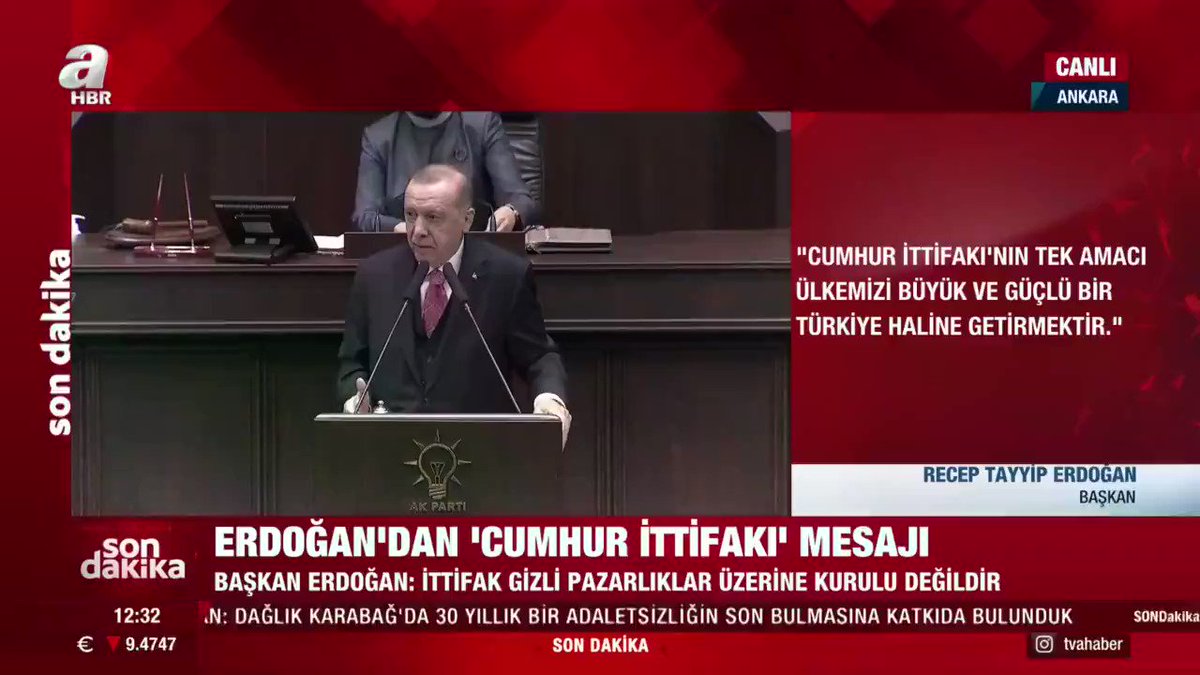 a
HBR
CANLI
ANKARA
son dakika
"CUMHUR İTTİFAKI'NIN TEK AMACI
ÜLKEMİZİ BÜYÜK VE GÜÇLÜ BİR
TÜRKİYE HALİNE GETİRMEKTİR."
RECEP TAYYİP ERDOĞAN
BAŞKAN
AK PARTİ
son
dakika
ERDOĞAN'DAN 'CUMHUR İTTİFAKI' MESAJI
BAŞKAN ERDOĞAN: İTTİFAK GİZLİ PAZARLIKLAR ÜZERİNE KURULU DEĞİLDİR
12:32
AN: DAĞLIK KARABAĞ'DA 30 YILLIK BİR ADALETSİZLİĞİN SON BULMASINA KATKIDA BULUNDUK
SONDakika
€ 9.4747
SON DAKİKA
tvahaber